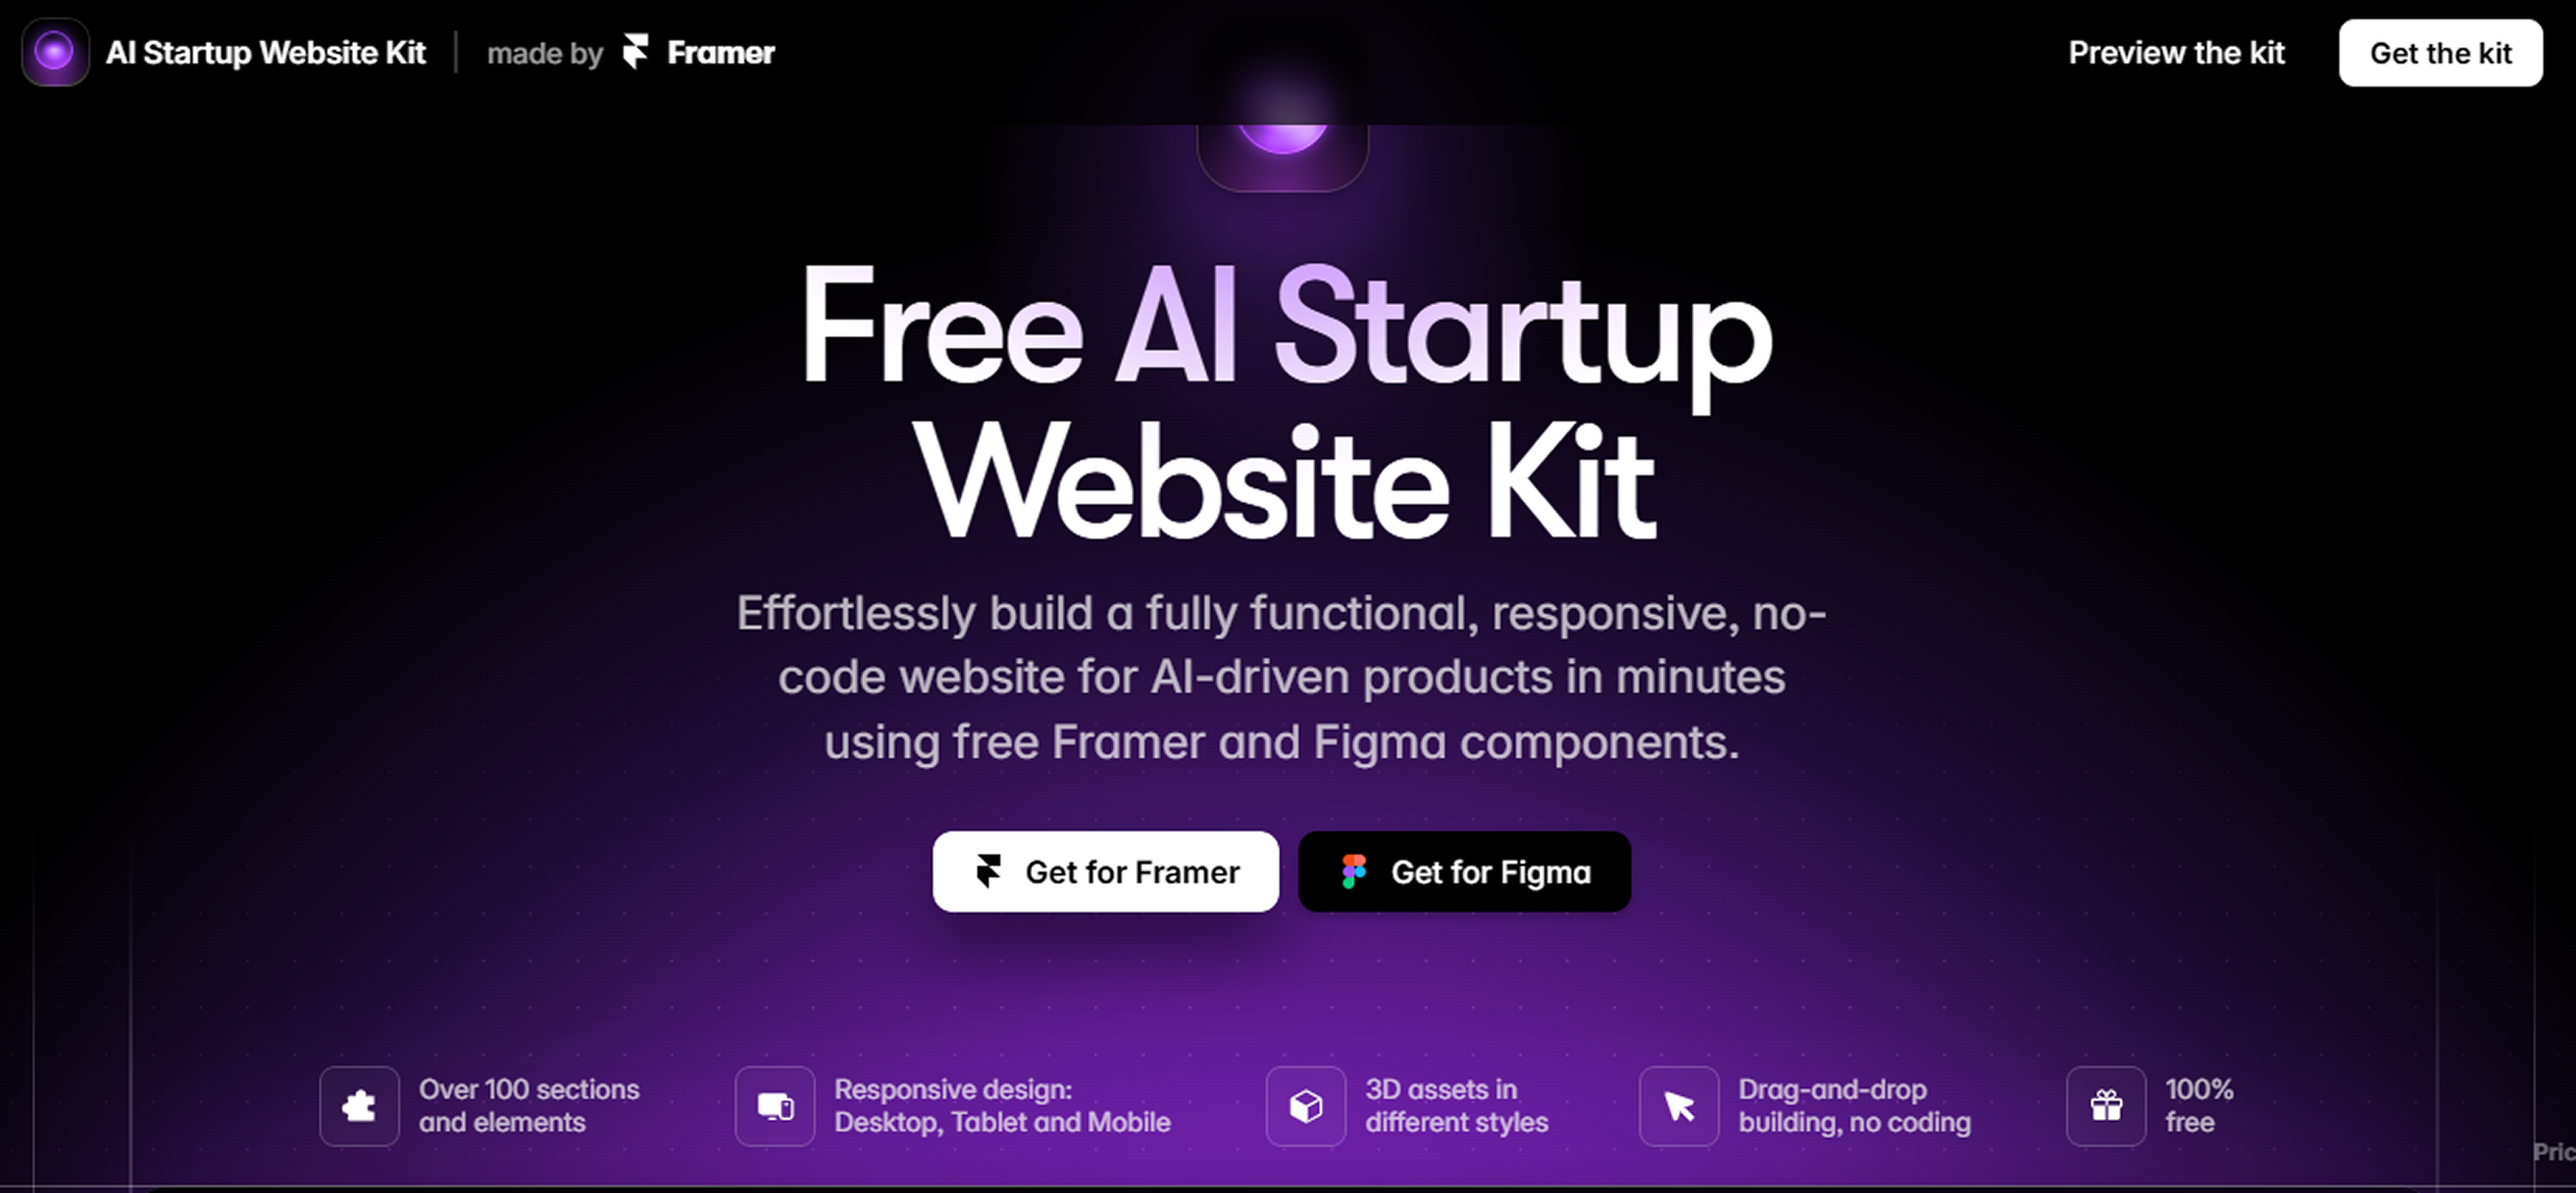 AI Startup Website Kit
made by Framer
Preview the kit
Get the kit
Free AI Startup
Website Kit
Effortlessly build a fully functional, responsive, no-
code website for AI-driven products in minutes
using free Framer and Figma components.
Get for Framer
Get for Figma
Over 100 sections
and elements
Responsive design:
Desktop, Tablet and Mobile
3D assets in
different styles
Drag-and-drop
building, no coding
100%
free